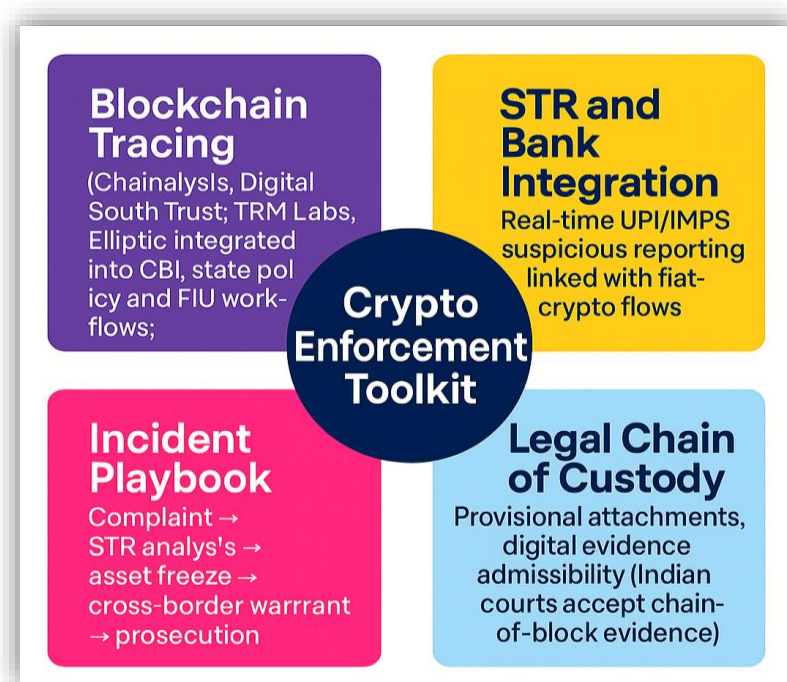 Blockchain
Tracing
(Chainalysls, Digital
South Trust; TRM Labs,
Elliptic integrated
into CBI, state pol
icy and FIU work-
flows;
STR and
Bank
Integration
Real-time UPI/IMPS
suspicious reporting
linked with fiat-
crypto flows
Crypto
Enforcement
Toolkit
Incident
Playbook
Complaint →
STR analys's →
asset freeze →
cross-border warrrant
→ prosecution
Legal Chain
of Custody
Provisional attachments,
digital evidence
admissibility (Indian
courts accept chain-
of-block evidence)